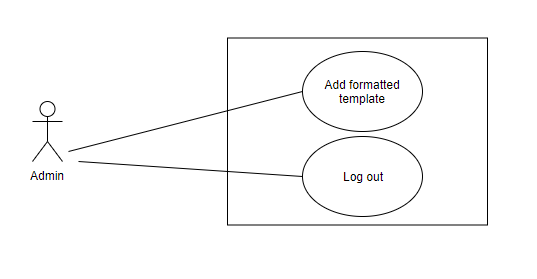 Add formatted
template
Admin
Log out